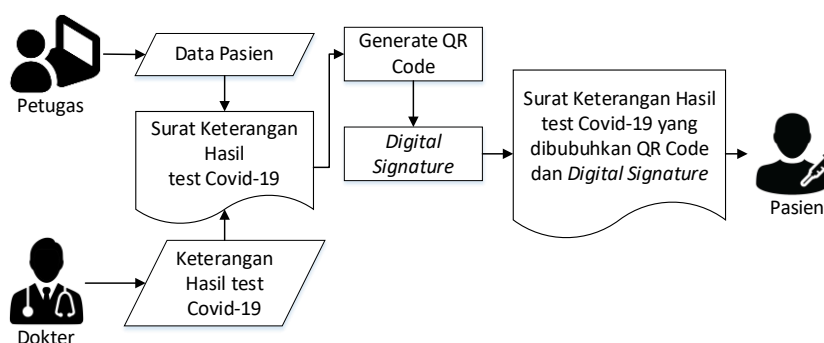 Petugas
Data Pasien
Surat Keterangan
Hasil
test Covid-19
Dokter
Keterangan
Hasil test
Covid-19
Generate QR
Code
Digital
Signature
Surat Keterangan Hasil
test Covid-19 yang
dibubuhkan QR Code
dan Digital Signature
Pasien